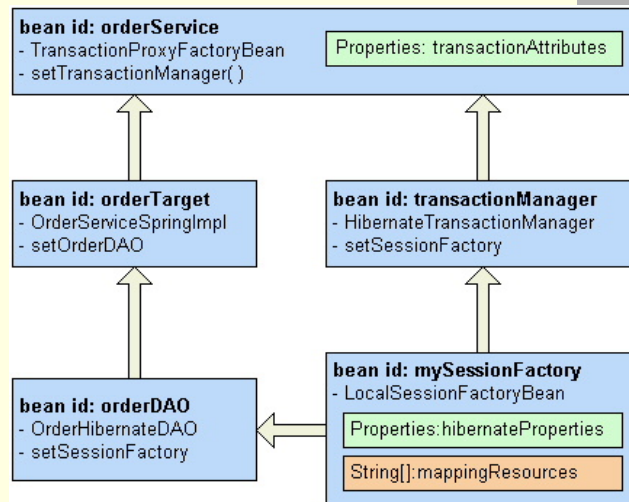 bean id: orderService
- TransactionProxyFactoryBean
- setTransactionManager( )
Properties: transactionAttributes
bean id: orderTarget
- OrderServiceSpringImpl
- setOrderDAO
bean id: transactionManager
- HibernateTransactionManager
- setSessionFactory
bean id: orderDAO
- OrderHibernateDAO
- setSessionFactory
bean id: mySessionFactory
- LocalSessionFactoryBean
Properties:hibernateProperties
String[]:mappingResources